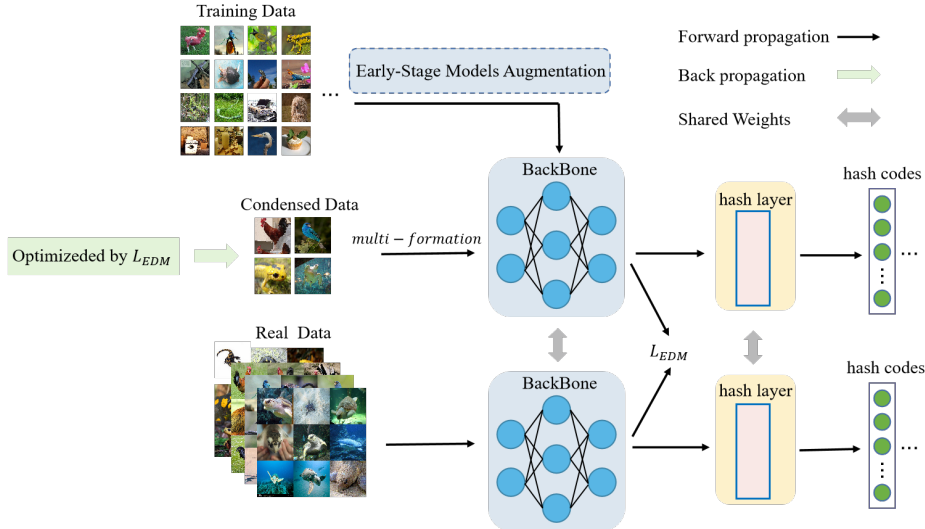 Training Data
...
Early-Stage Models Augmentation
Forward propagation
Back propagation
Shared Weights
BackBone
hash layer
hash codes
Condensed Data
multi − formation
Optimizeded by L_EDM
...
Real Data
L_EDM
BackBone
hash layer
hash codes
...